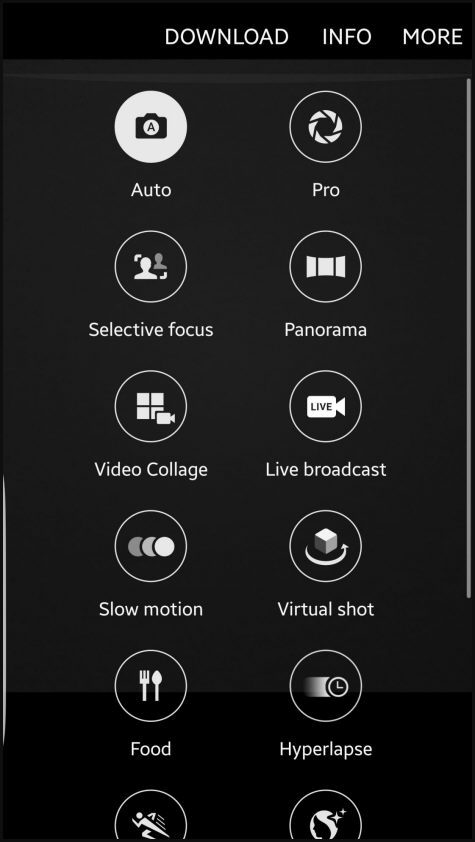 DOWNLOAD INFO MORE
A
Auto Pro
Selective focus Panorama
LIVE
Video Collage Live broadcast
Slow motion Virtual shot
Food Hyperlapse